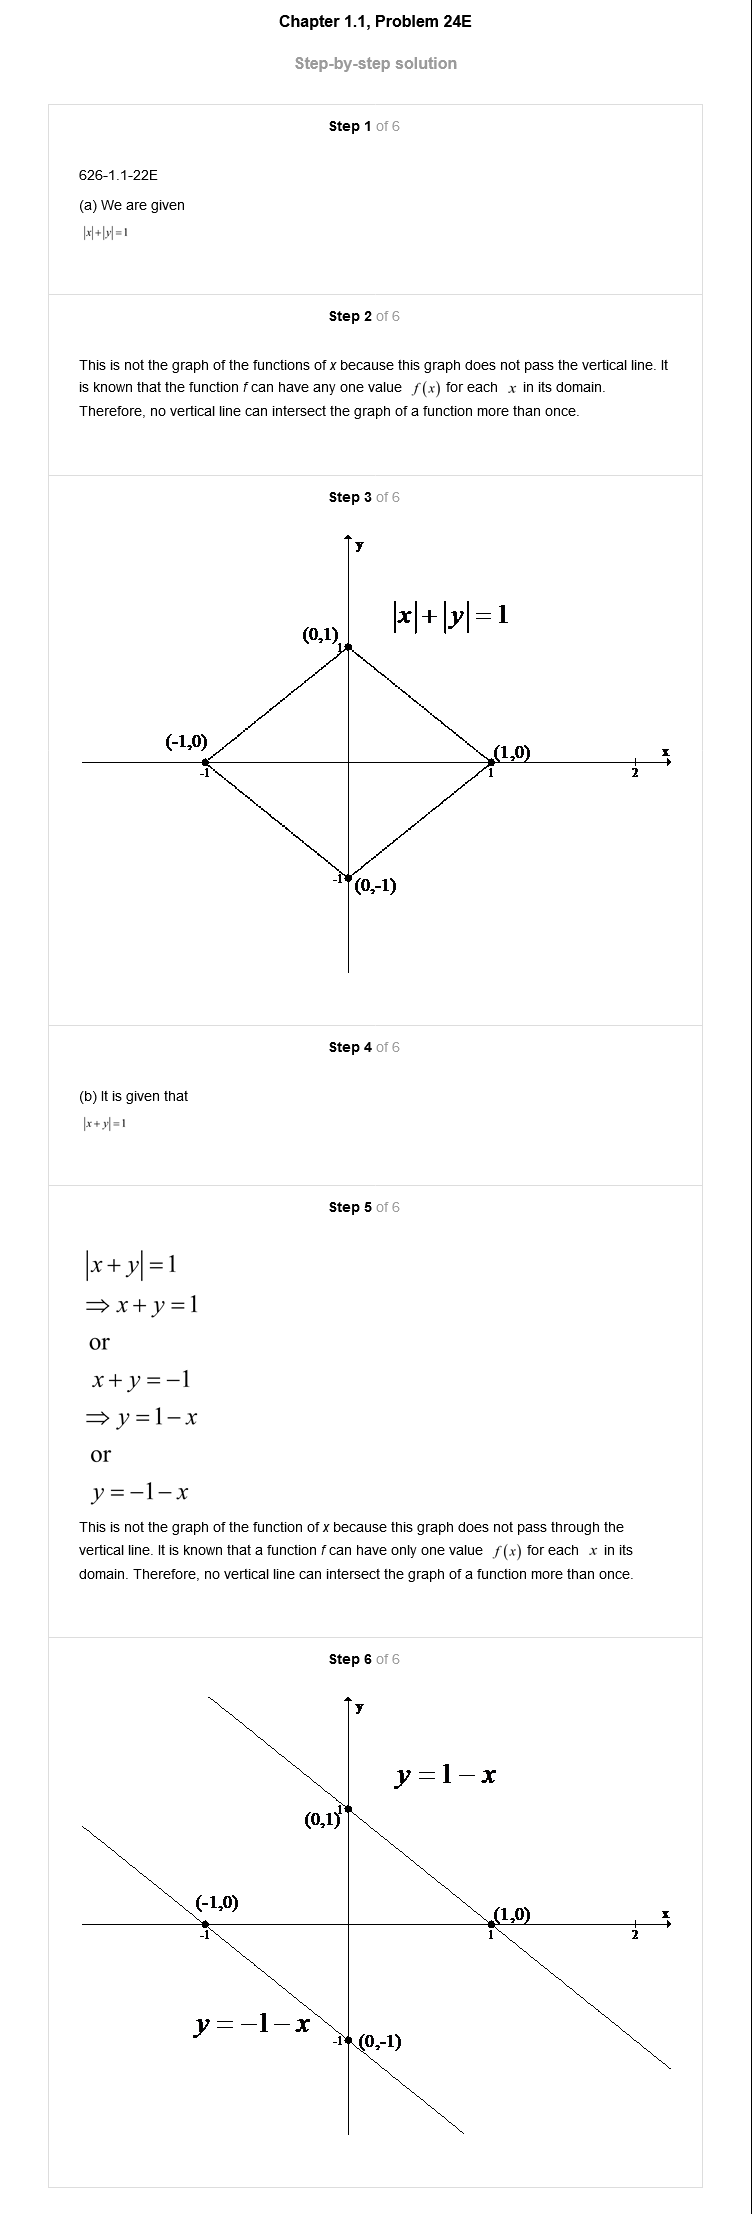 Chapter 1.1, Problem 24E
Step-by-step solution
Step 1 of 6
626-1.1-22E
(a) We are given
|x|+|y|=1
Step 2 of 6
This is not the graph of the functions of x because this graph does not pass the vertical line. It
is known that the function f can have any one value f(x) for each x in its domain.
Therefore, no vertical line can intersect the graph of a function more than once.
Step 3 of 6
y
|x|+|y|=1
(0,1)
1
(-1,0)
(1,0)
x
-1
1
2
-1
(0,-1)
Step 4 of 6
(b) It is given that
|x+y|=1
Step 5 of 6
|x+y|=1
⇒ x+y=1
or
x+y=−1
⇒ y=1−x
or
y=−1−x
This is not the graph of the function of x because this graph does not pass through the
vertical line. It is known that a function f can have only one value f(x) for each x in its
domain. Therefore, no vertical line can intersect the graph of a function more than once.
Step 6 of 6
y
y=1−x
1
(0,1)
(-1,0)
(1,0)
x
-1
1
2
y=−1−x
-1
(0,-1)